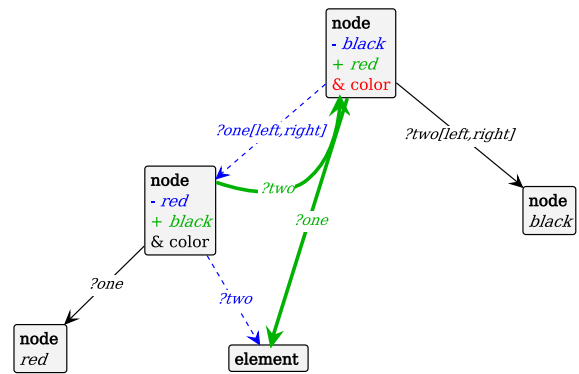 node
- black
+ red
& color
?one[left,right]
?two[left,right]
node
- red
+ black
& color
?two
?one
node
black
?one
?two
node
red
element